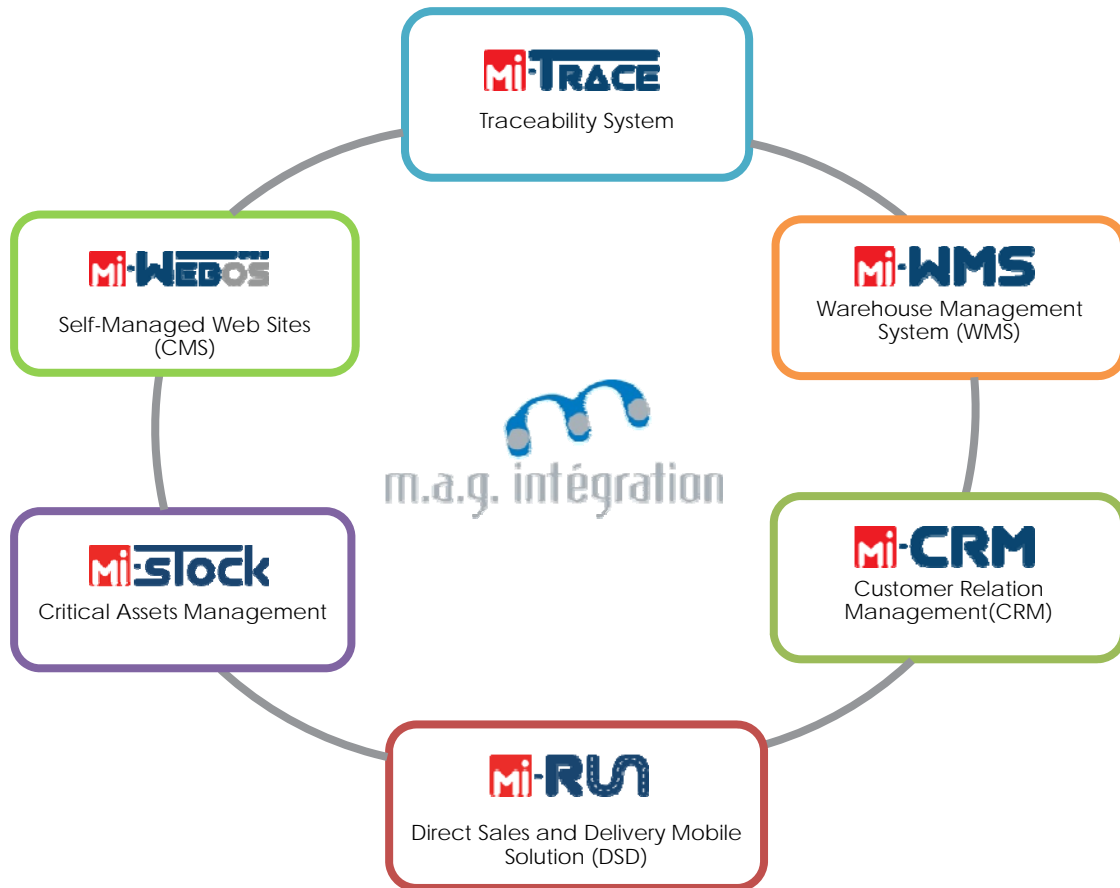 Mi-TRACE
Traceability System
Mi-WEBOS
Self-Managed Web Sites
(CMS)
Mi-WMS
Warehouse Management
System (WMS)
m.a.g. intégration
Mi-STOCK
Critical Assets Management
Mi-CRM
Customer Relation
Management(CRM)
Mi-RUN
Direct Sales and Delivery Mobile
Solution (DSD)